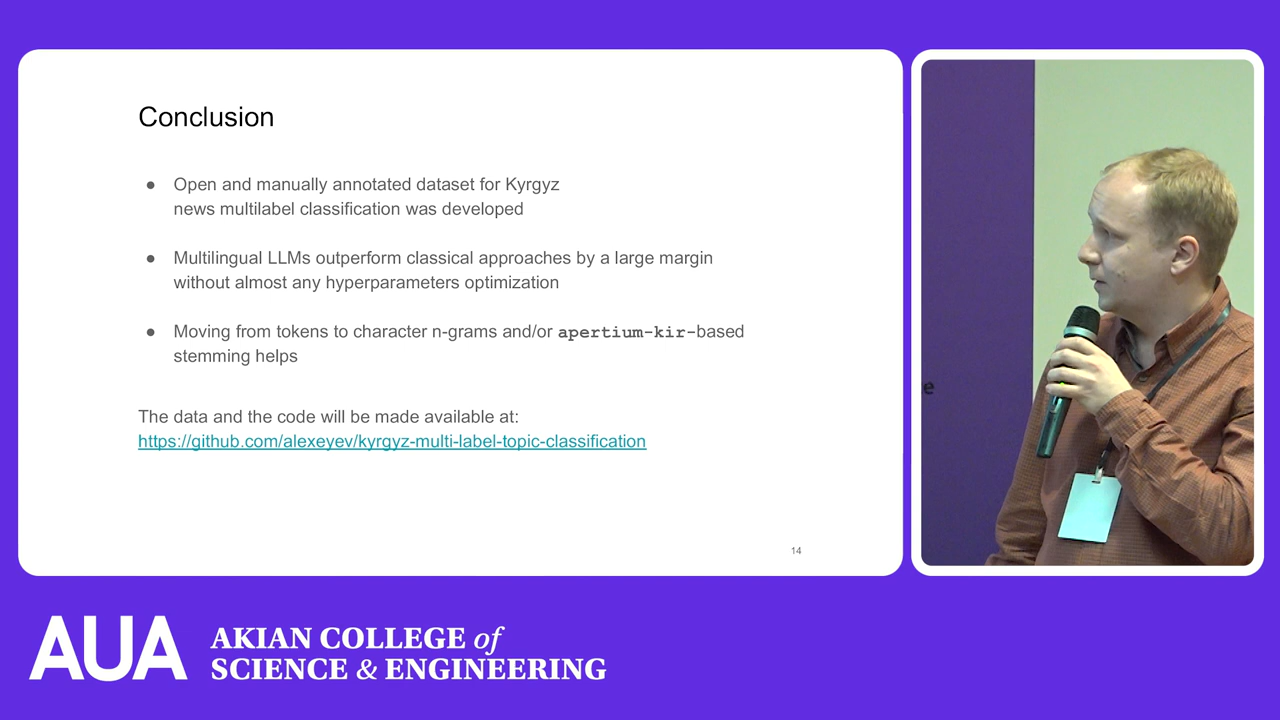 Conclusion
● Open and manually annotated dataset for Kyrgyz
news multilabel classification was developed
● Multilingual LLMs outperform classical approaches by a large margin
without almost any hyperparameters optimization
● Moving from tokens to character n-grams and/or apertium-kir-based
stemming helps
The data and the code will be made available at:
https://github.com/alexeyev/kyrgyz-multi-label-topic-classification
14
e
AUA
AKIAN COLLEGE of
SCIENCE & ENGINEERING